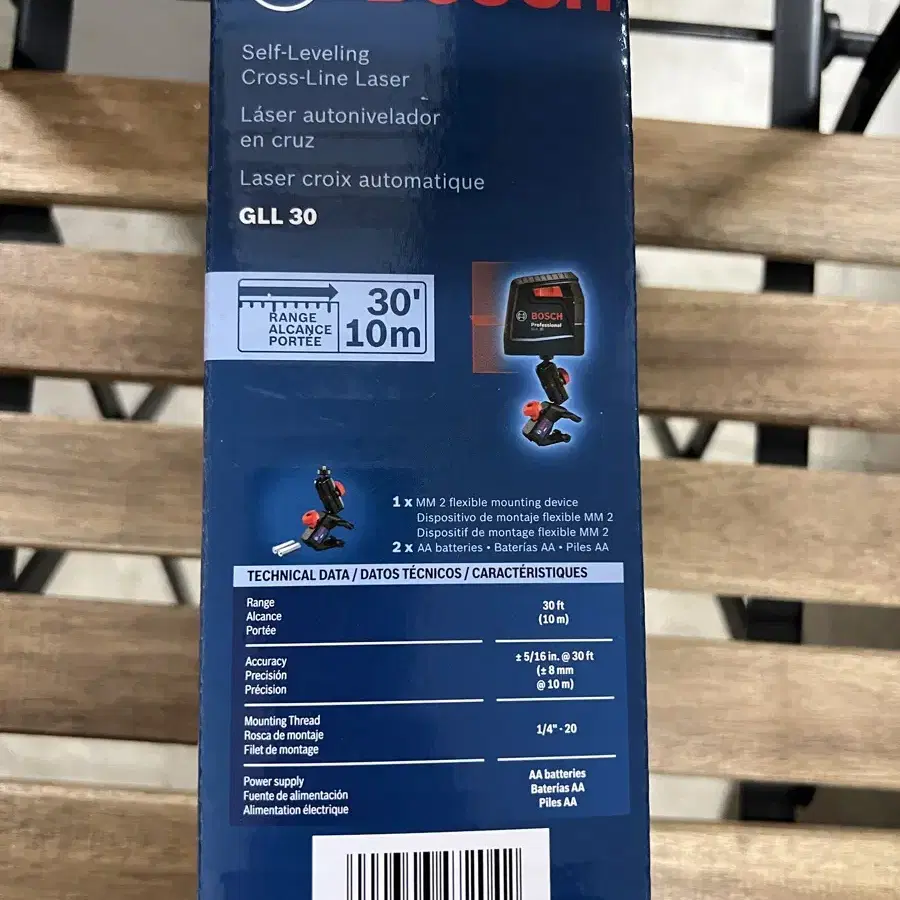 Bosch
Self-Leveling
Cross-Line Laser
Láser autonivelador
en cruz
Laser croix automatique
GLL 30
RANGE
ALCANCE
PORTÉE
30'
10m
BOSCH
Professional
1 x MM 2 flexible mounting device
Dispositivo de montaje flexible MM 2
Dispositif de montage flexible MM 2
2 x AA batteries • Baterías AA • Piles AA
TECHNICAL DATA / DATOS TÉCNICOS / CARACTÉRISTIQUES
Range
Alcance
Portée
30 ft
(10 m)
Accuracy
Precisión
Précision
± 5/16 in. @ 30 ft
(± 8 mm
@ 10 m)
Mounting Thread
Rosca de montaje
Filet de montage
1/4" - 20
Power supply
Fuente de alimentación
Alimentation électrique
AA batteries
Baterías AA
Piles AA